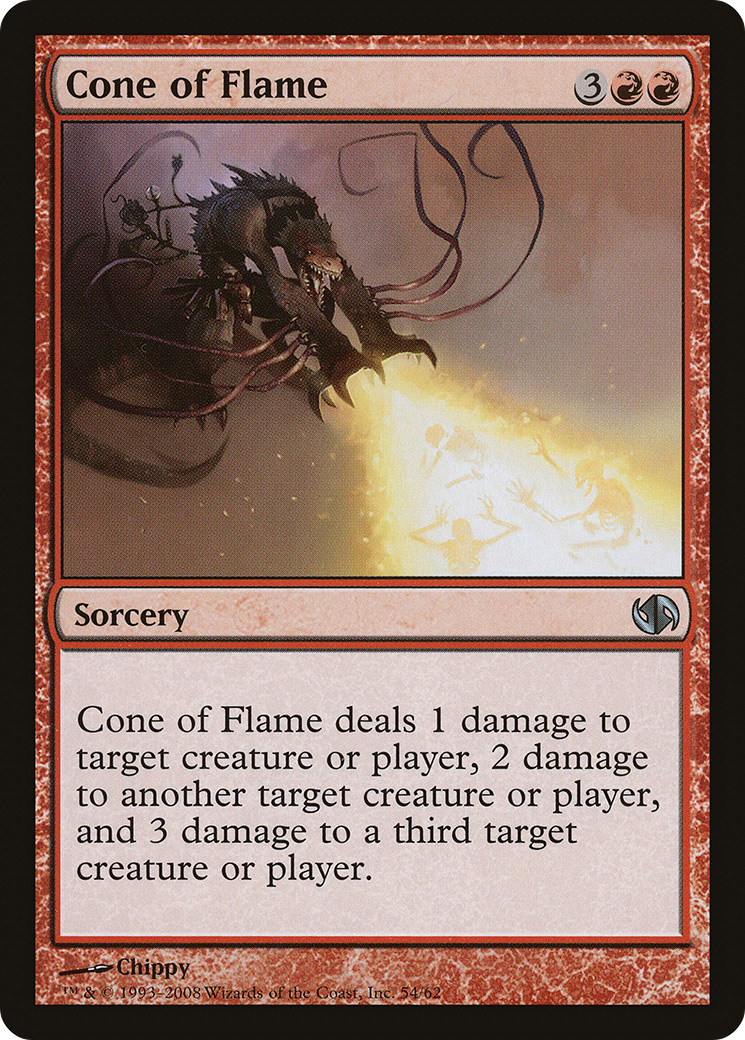 Cone of Flame 3
Sorcery
Cone of Flame deals 1 damage to
target creature or player, 2 damage
to another target creature or player,
and 3 damage to a third target
creature or player.
Chippy
™ & © 1993–2008 Wizards of the Coast, Inc. 54/62